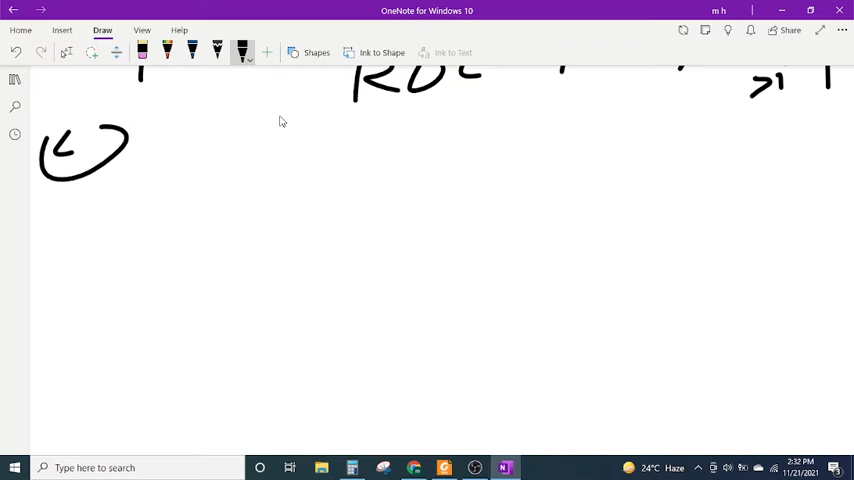 OneNote for Windows 10
m h
Home Insert Draw View Help
Share
Shapes Ink to Shape Ink to Text
Type here to search
24°C Haze
2:32 PM
11/21/2021
3